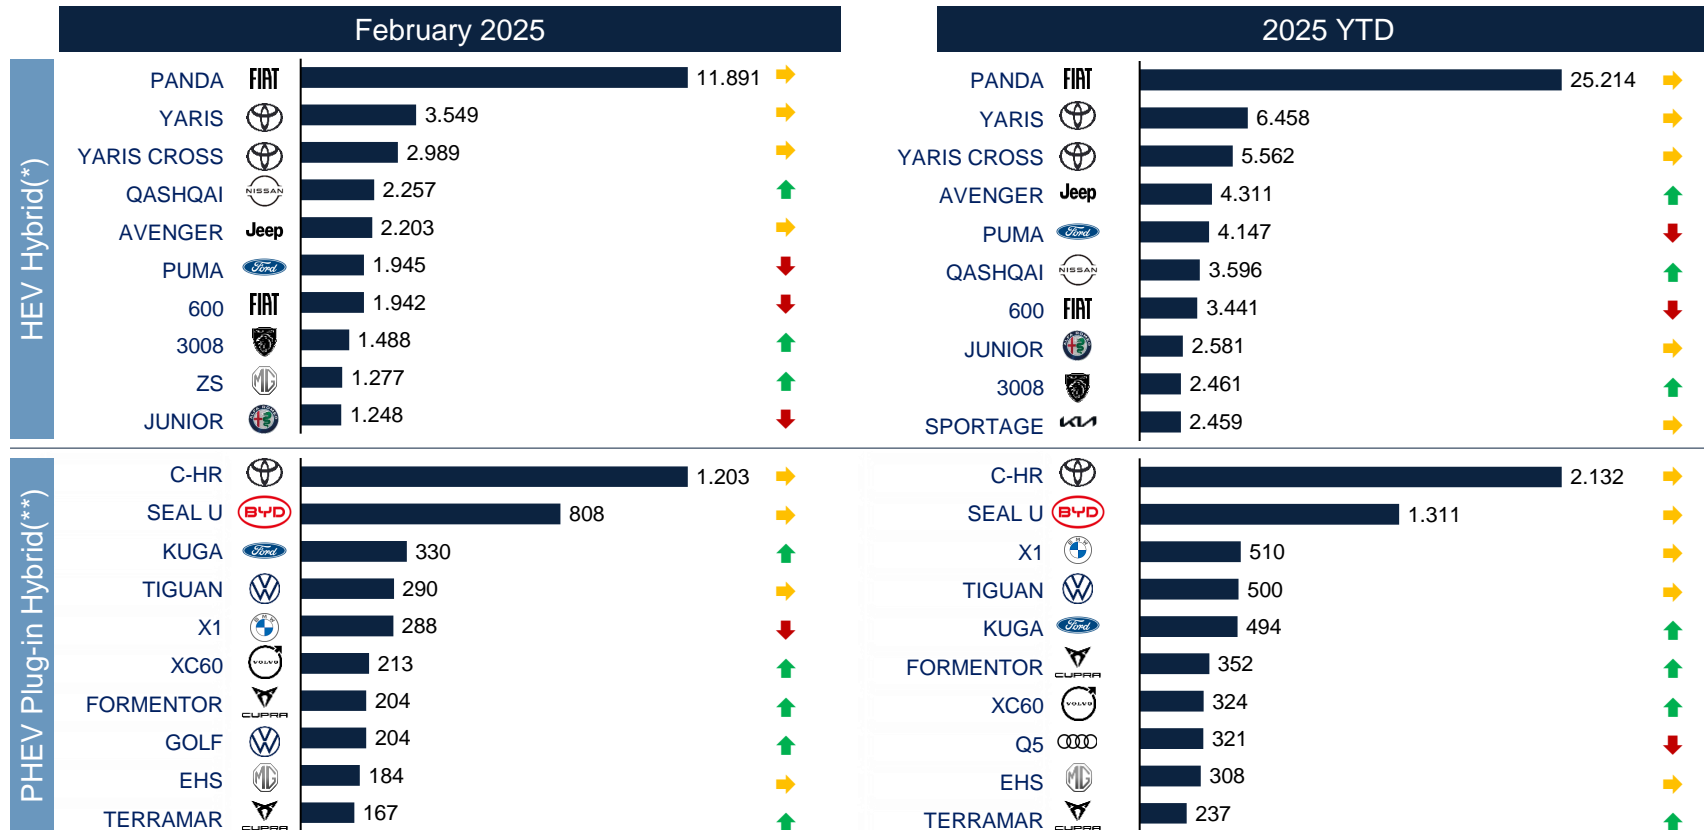 February 2025
2025 YTD
HEV Hybrid(*)
PANDA FIAT 11.891
YARIS 3.549
YARIS CROSS 2.989
QASHQAI NISSAN 2.257
AVENGER Jeep 2.203
PUMA Ford 1.945
600 FIAT 1.942
3008 1.488
ZS MG 1.277
JUNIOR 1.248
PANDA FIAT 25.214
YARIS 6.458
YARIS CROSS 5.562
AVENGER Jeep 4.311
PUMA Ford 4.147
QASHQAI NISSAN 3.596
600 FIAT 3.441
JUNIOR 2.581
3008 2.461
SPORTAGE KIA 2.459
PHEV Plug-in Hybrid(**)
C-HR 1.203
SEAL U BYD 808
KUGA Ford 330
TIGUAN 290
X1 BMW 288
XC60 VOLVO 213
FORMENTOR CUPRA 204
GOLF 204
EHS MG 184
TERRAMAR CUPRA 167
C-HR 2.132
SEAL U BYD 1.311
X1 BMW 510
TIGUAN 500
KUGA Ford 494
FORMENTOR CUPRA 352
XC60 VOLVO 324
Q5 321
EHS MG 308
TERRAMAR CUPRA 237